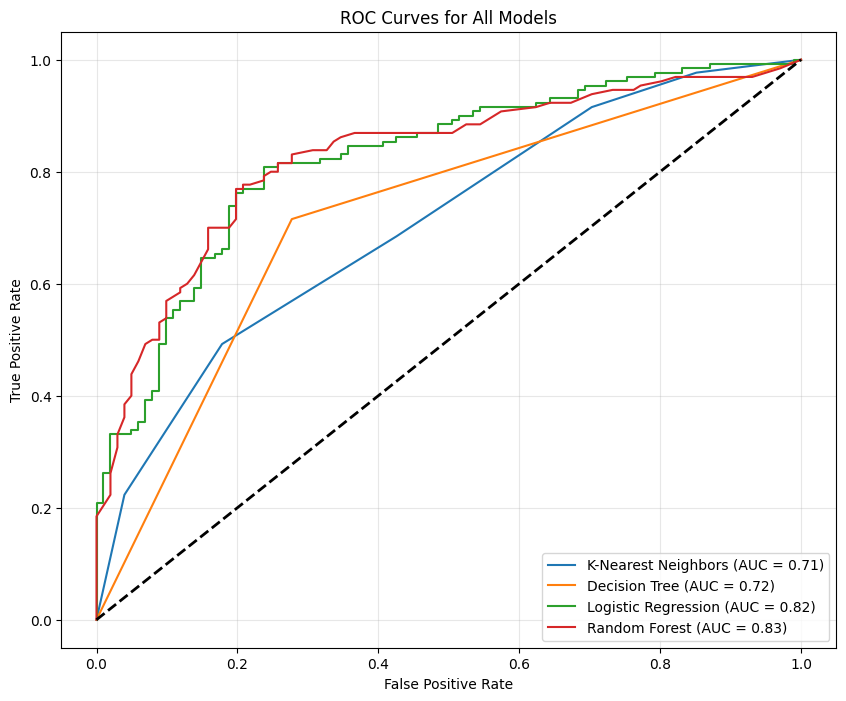 ROC Curves for All Models
1.0
0.8
0.6
0.4
0.2
0.0
True Positive Rate
0.0 0.2 0.4 0.6 0.8 1.0
False Positive Rate
K-Nearest Neighbors (AUC = 0.71)
Decision Tree (AUC = 0.72)
Logistic Regression (AUC = 0.82)
Random Forest (AUC = 0.83)